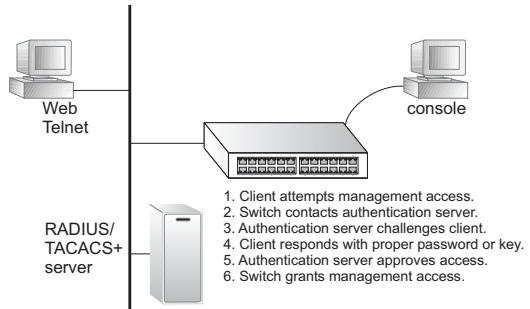 Web
Telnet
console
RADIUS/
TACACS+
server
1. Client attempts management access.
2. Switch contacts authentication server.
3. Authentication server challenges client.
4. Client responds with proper password or key.
5. Authentication server approves access.
6. Switch grants management access.